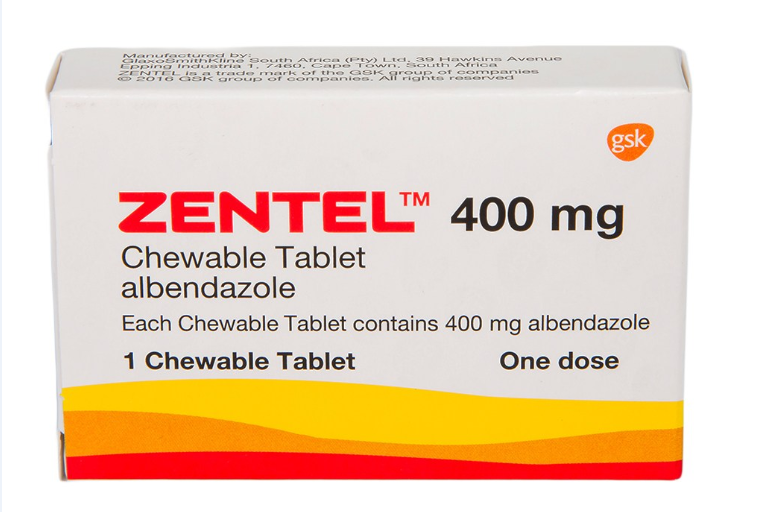 Manufactured by:
GlaxoSmithKline South Africa (Pty) Ltd, 39 Hawkins Avenue
Epping Industria 1, 7460, Cape Town, South Africa
ZENTEL is a trade mark of the GSK group of companies
© 2016 GSK group of companies. All rights reserved
gsk
ZENTEL™ 400 mg
Chewable Tablet
albendazole
Each Chewable Tablet contains 400 mg albendazole
1 Chewable Tablet One dose